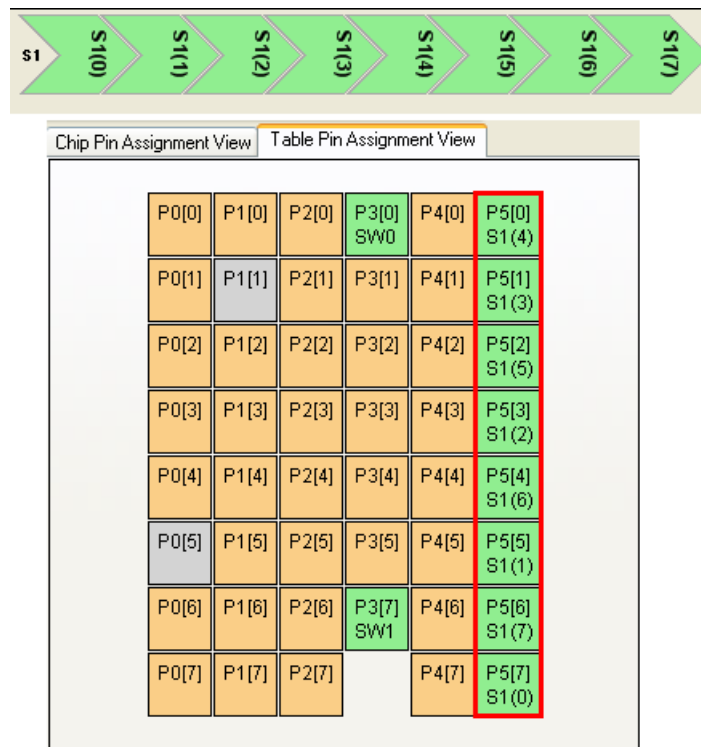 S1 S1(0) S1(1) S1(2) S1(3) S1(4) S1(5) S1(6) S1(7)
Chip Pin Assignment View Table Pin Assignment View
P0[0] P1[0] P2[0] P3[0] P4[0] P5[0]
SW0 S1(4)
P0[1] P1[1] P2[1] P3[1] P4[1] P5[1]
S1(3)
P0[2] P1[2] P2[2] P3[2] P4[2] P5[2]
S1(5)
P0[3] P1[3] P2[3] P3[3] P4[3] P5[3]
S1(2)
P0[4] P1[4] P2[4] P3[4] P4[4] P5[4]
S1(6)
P0[5] P1[5] P2[5] P3[5] P4[5] P5[5]
S1(1)
P0[6] P1[6] P2[6] P3[7] P4[6] P5[6]
SW1 S1(7)
P0[7] P1[7] P2[7] P4[7] P5[7]
S1(0)